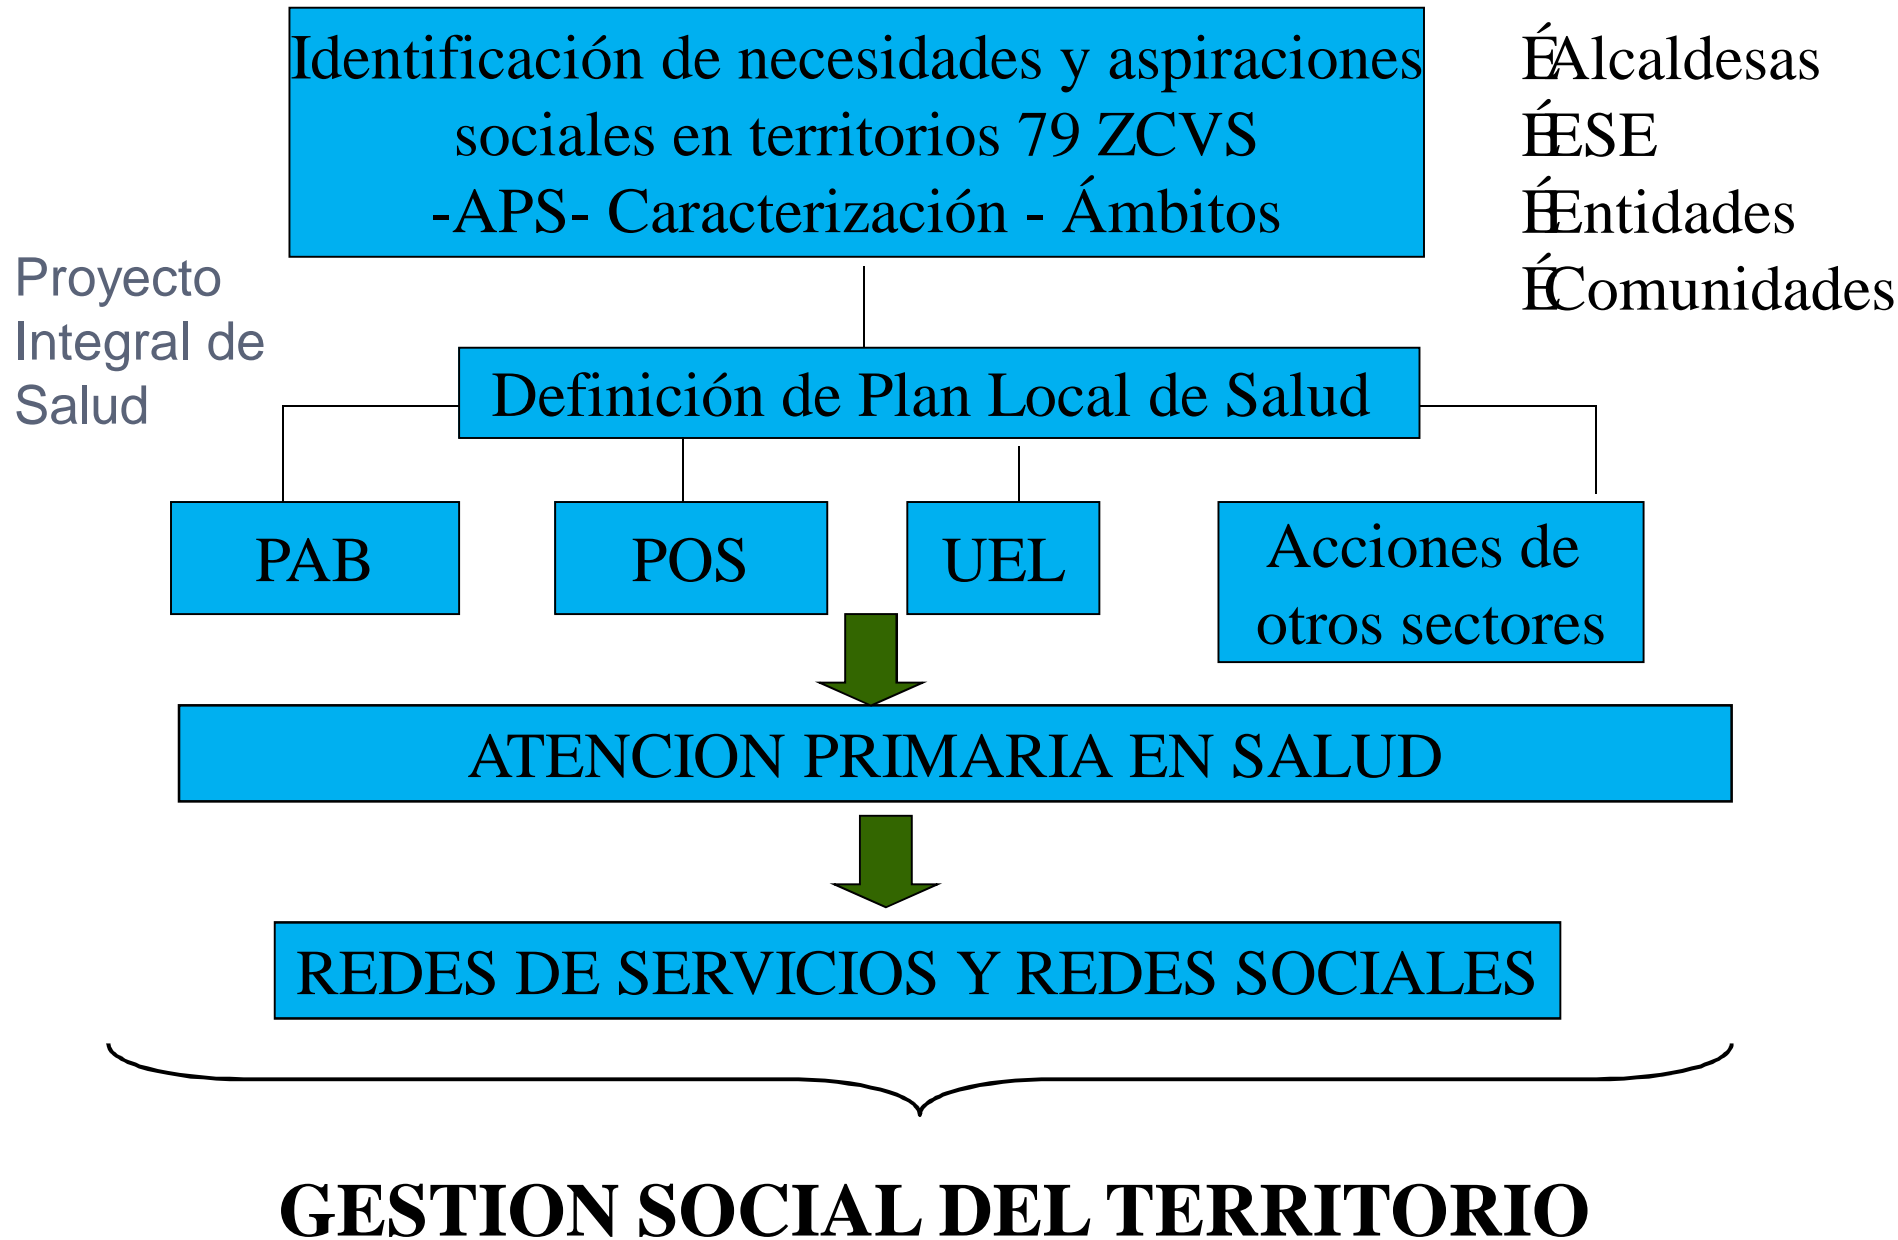 Identificación de necesidades y aspiraciones
sociales en territorios 79 ZCVS
-APS- Caracterización - Ámbitos
ÉAlcaldesas
ÉESE
ÉEntidades
ÉComunidades
Proyecto
Integral de
Salud
Definición de Plan Local de Salud
PAB
POS
UEL
Acciones de
otros sectores
ATENCION PRIMARIA EN SALUD
REDES DE SERVICIOS Y REDES SOCIALES
GESTION SOCIAL DEL TERRITORIO